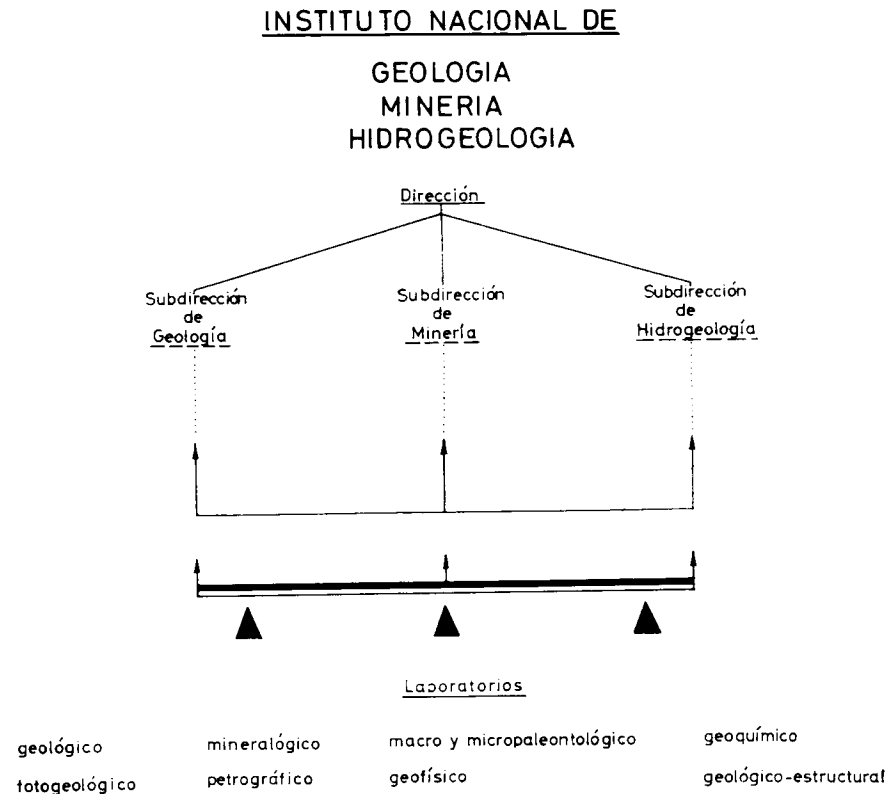 INSTITUTO NACIONAL DE
GEOLOGIA
MINERIA
HIDROGEOLOGIA
Dirección
Subdirección
de
Geología
Subdirección
de
Minería
Subdirección
de
Hidrogeología
Laboratorios
geológico mineralógico macro y micropaleontológico geoquímico
totogeológico petrográfico geofísico geológico-estructural